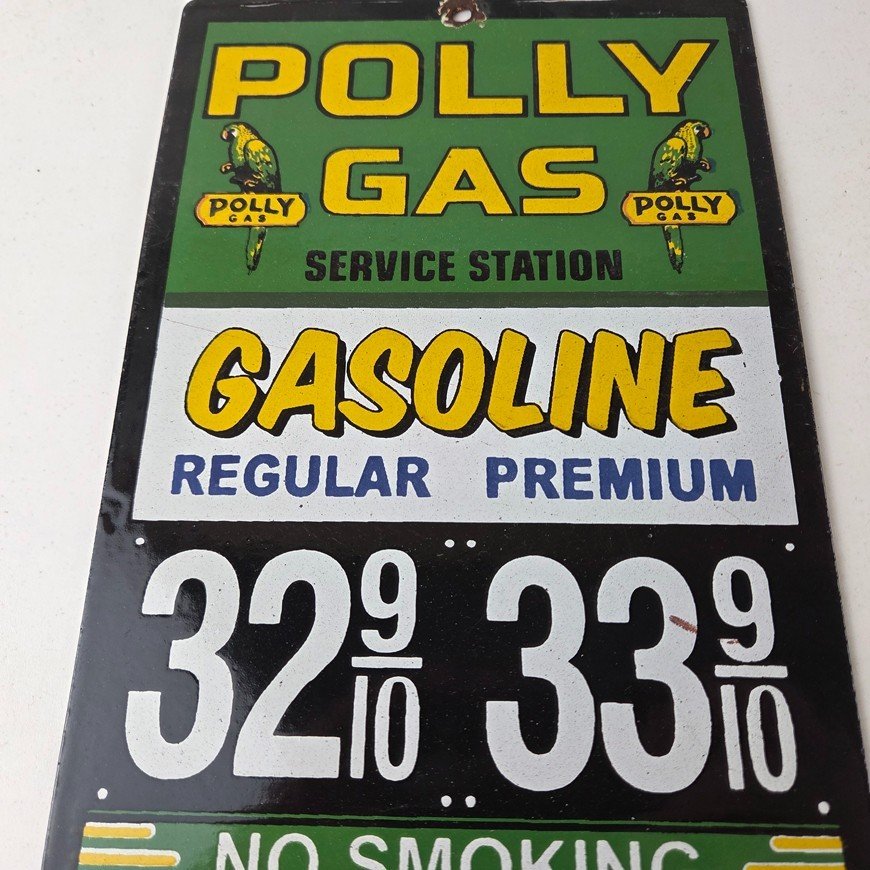 POLLY
GAS
POLLY GAS
POLLY GAS
SERVICE STATION
GASOLINE
REGULAR PREMIUM
32 9/10 33 9/10
NO SMOKING